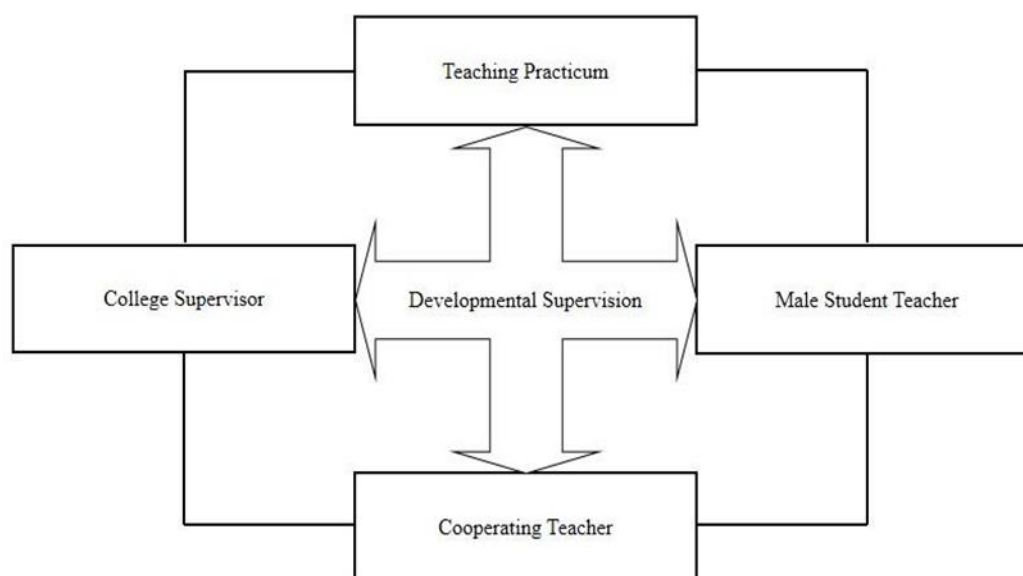 Teaching Practicum
College Supervisor
Developmental Supervision
Male Student Teacher
Cooperating Teacher